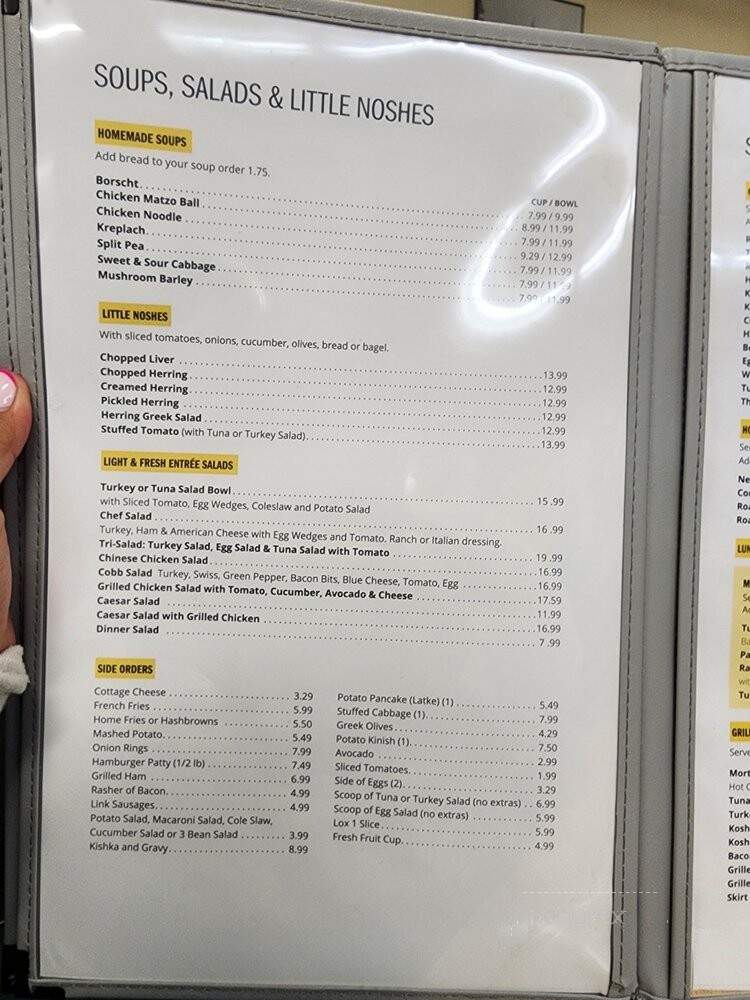 SOUPS, SALADS & LITTLE NOSHES
HOMEMADE SOUPS
Add bread to your soup order 1.75.
CUP / BOWL
Borscht 7.99 / 9.99
Chicken Matzo Ball 8.99 / 11.99
Chicken Noodle 7.99 / 11.99
Kreplach 9.29 / 12.99
Split Pea 7.99 / 11.99
Sweet & Sour Cabbage 7.99 / 11.99
Mushroom Barley 7.99 / 11.99
LITTLE NOSHES
With sliced tomatoes, onions, cucumber, olives, bread or bagel.
Chopped Liver 13.99
Chopped Herring 12.99
Creamed Herring 12.99
Pickled Herring 12.99
Herring Greek Salad 12.99
Stuffed Tomato (with Tuna or Turkey Salad) 13.99
LIGHT & FRESH ENTRÉE SALADS
Turkey or Tuna Salad Bowl 15.99
with Sliced Tomato, Egg Wedges, Coleslaw and Potato Salad
Chef Salad 16.99
Turkey, Ham & American Cheese with Egg Wedges and Tomato. Ranch or Italian dressing.
Tri-Salad: Turkey Salad, Egg Salad & Tuna Salad with Tomato 19.99
Chinese Chicken Salad 16.99
Cobb Salad Turkey, Swiss, Green Pepper, Bacon Bits, Blue Cheese, Tomato, Egg 16.99
Grilled Chicken Salad with Tomato, Cucumber, Avocado & Cheese 17.59
Caesar Salad 11.99
Caesar Salad with Grilled Chicken 16.99
Dinner Salad 7.99
SIDE ORDERS
Cottage Cheese 3.29
French Fries 5.99
Home Fries or Hashbrowns 5.50
Mashed Potato 5.49
Onion Rings 7.99
Hamburger Patty (1/2 lb) 7.49
Grilled Ham 6.99
Rasher of Bacon 4.99
Link Sausages 4.99
Potato Salad, Macaroni Salad, Cole Slaw,
Cucumber Salad or 3 Bean Salad 3.99
Kishka and Gravy 8.99
Potato Pancake (Latke) (1) 5.49
Stuffed Cabbage (1) 7.99
Greek Olives 4.29
Potato Kinish (1) 7.50
Avocado 2.99
Sliced Tomatoes 1.99
Side of Eggs (2) 3.29
Scoop of Tuna or Turkey Salad (no extras) 6.99
Scoop of Egg Salad (no extras) 5.99
Lox 1 Slice 5.99
Fresh Fruit Cup 4.99